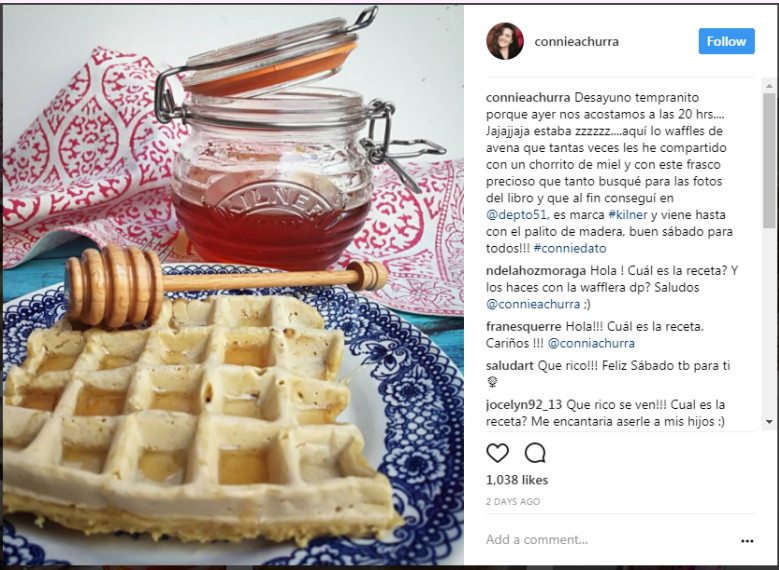 KILNER
connieachurra
Follow
connieachurra Desayuno tempranito
porque ayer nos acostamos a las 20 hrs....
Jajajjaja estaba zzzzzz....aquí lo waffles de
avena que tantas veces les he compartido
con un chorrito de miel y con este frasco
precioso que tanto busqué para las fotos
del libro y que al fin conseguí en
@depto51, es marca #kilner y viene hasta
con el palito de madera, buen sábado para
todos!!! #conniedato
ndelahozmoraga Hola ! Cuál es la receta? Y
los haces con la wafflera dp? Saludos
@connieachurra ;)
franesquerre Hola!!! Cuál es la receta.
Cariños !!! @conniachurra
saludart Que rico!!! Feliz Sábado tb para ti
jocelyn92_13 Que rico se ven!!! Cual es la
receta? Me encantaria aserle a mis hijos :)
1,038 likes
2 DAYS AGO
Add a comment...